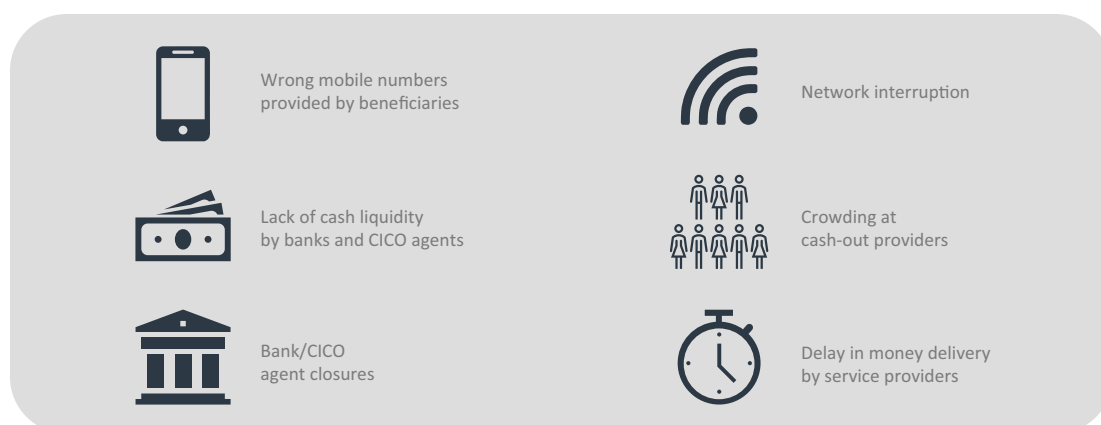 Wrong mobile numbers
provided by beneficiaries
Network interruption
Lack of cash liquidity
by banks and CICO agents
Crowding at
cash-out providers
Bank/CICO
agent closures
Delay in money delivery
by service providers